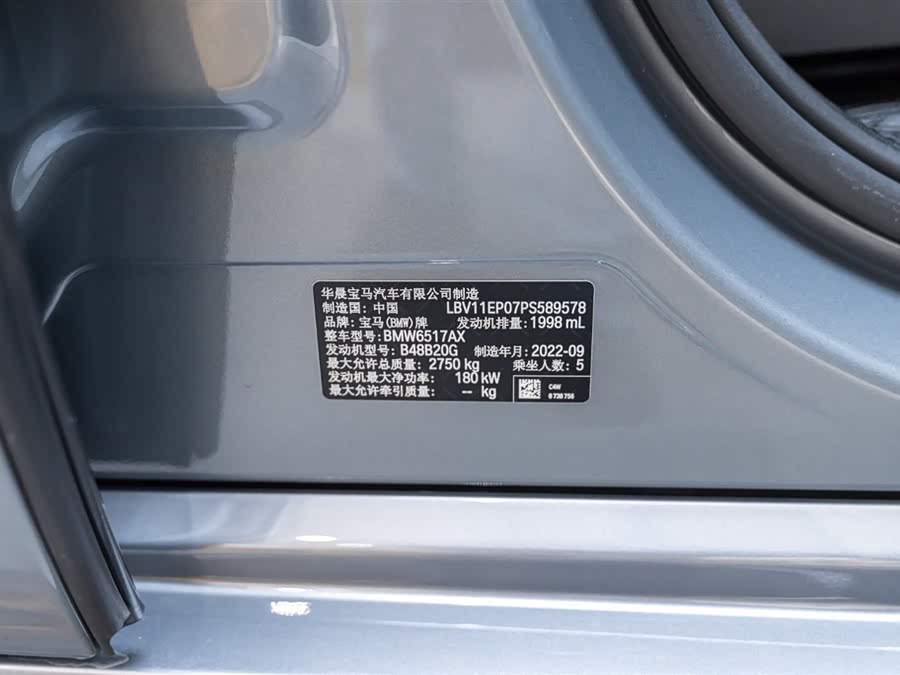 华晨宝马汽车有限公司制造
制造国: 中国 LBV11EP07PS589578
品牌: 宝马(BMW)牌 发动机排量: 1998 mL
整车型号: BMW6517AX
发动机型号: B48B20G 制造年月: 2022-09
最大允许总质量: 2750 kg 乘坐人数: 5
发动机最大净功率: 180 kW
最大允许牵引质量: -- kg
C4W
8 738 756